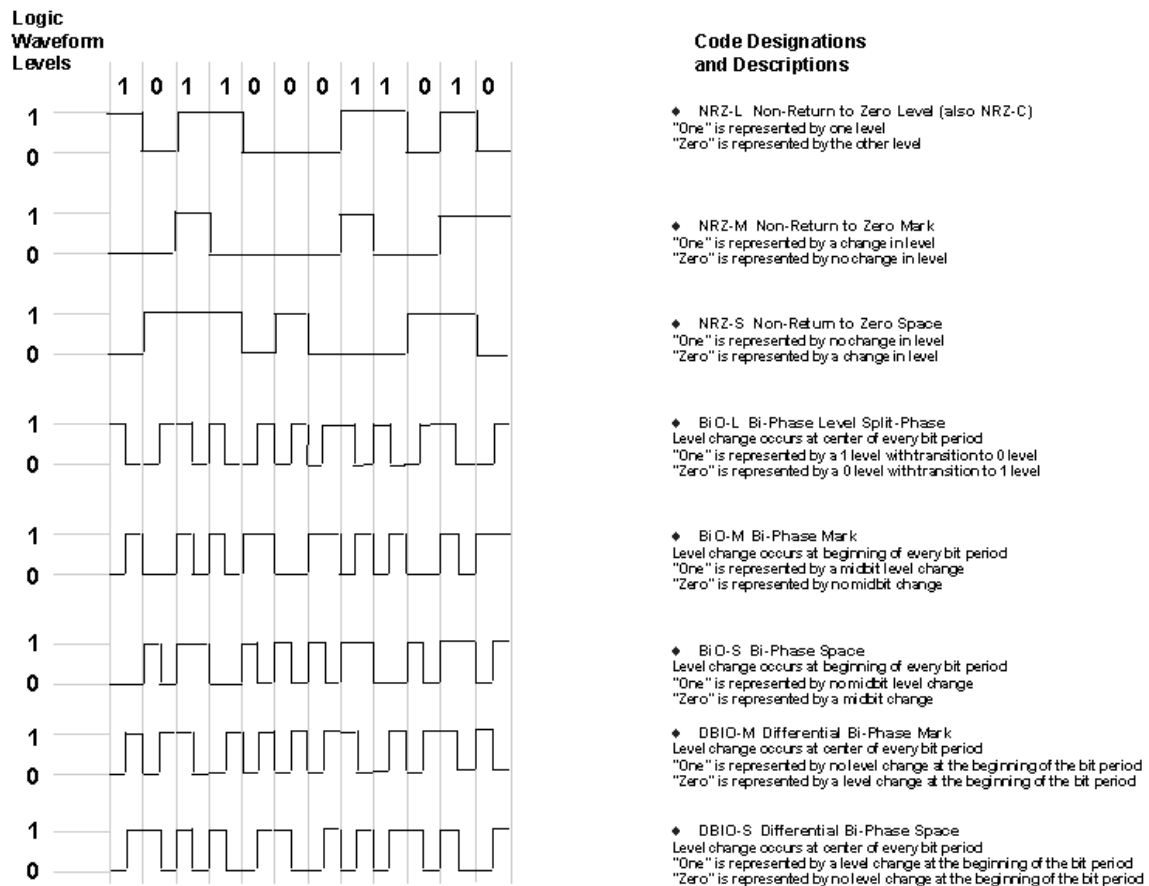 Logic
Waveform
Levels
Code Designations
and Descriptions
1 0 1 1 0 0 0 1 1 0 1 0
1
0
♦ NRZ-L Non-Return to Zero Level (also NRZ-C)
"One" is represented by one level
"Zero" is represented by the other level
1
0
♦ NRZ-M Non-Return to Zero Mark
"One" is represented by a change in level
"Zero" is represented by no change in level
1
0
♦ NRZ-S Non-Return to Zero Space
"One" is represented by no change in level
"Zero" is represented by a change in level
1
0
♦ BiO-L Bi-Phase Level Split-Phase
Level change occurs at center of every bit period
"One" is represented by a 1 level with transition to 0 level
"Zero" is represented by a 0 level with transition to 1 level
1
0
♦ BiO-M Bi-Phase Mark
Level change occurs at beginning of every bit period
"One" is represented by a midbit level change
"Zero" is represented by no midbit change
1
0
♦ BiO-S Bi-Phase Space
Level change occurs at beginning of every bit period
"One" is represented by no midbit level change
"Zero" is represented by a midbit change
1
0
♦ DBIO-M Differential Bi-Phase Mark
Level change occurs at center of every bit period
"One" is represented by no level change at the beginning of the bit period
"Zero" is represented by a level change at the beginning of the bit period
1
0
♦ DBIO-S Differential Bi-Phase Space
Level change occurs at center of every bit period
"One" is represented by a level change at the beginning of the bit period
"Zero" is represented by no level change at the beginning of the bit period